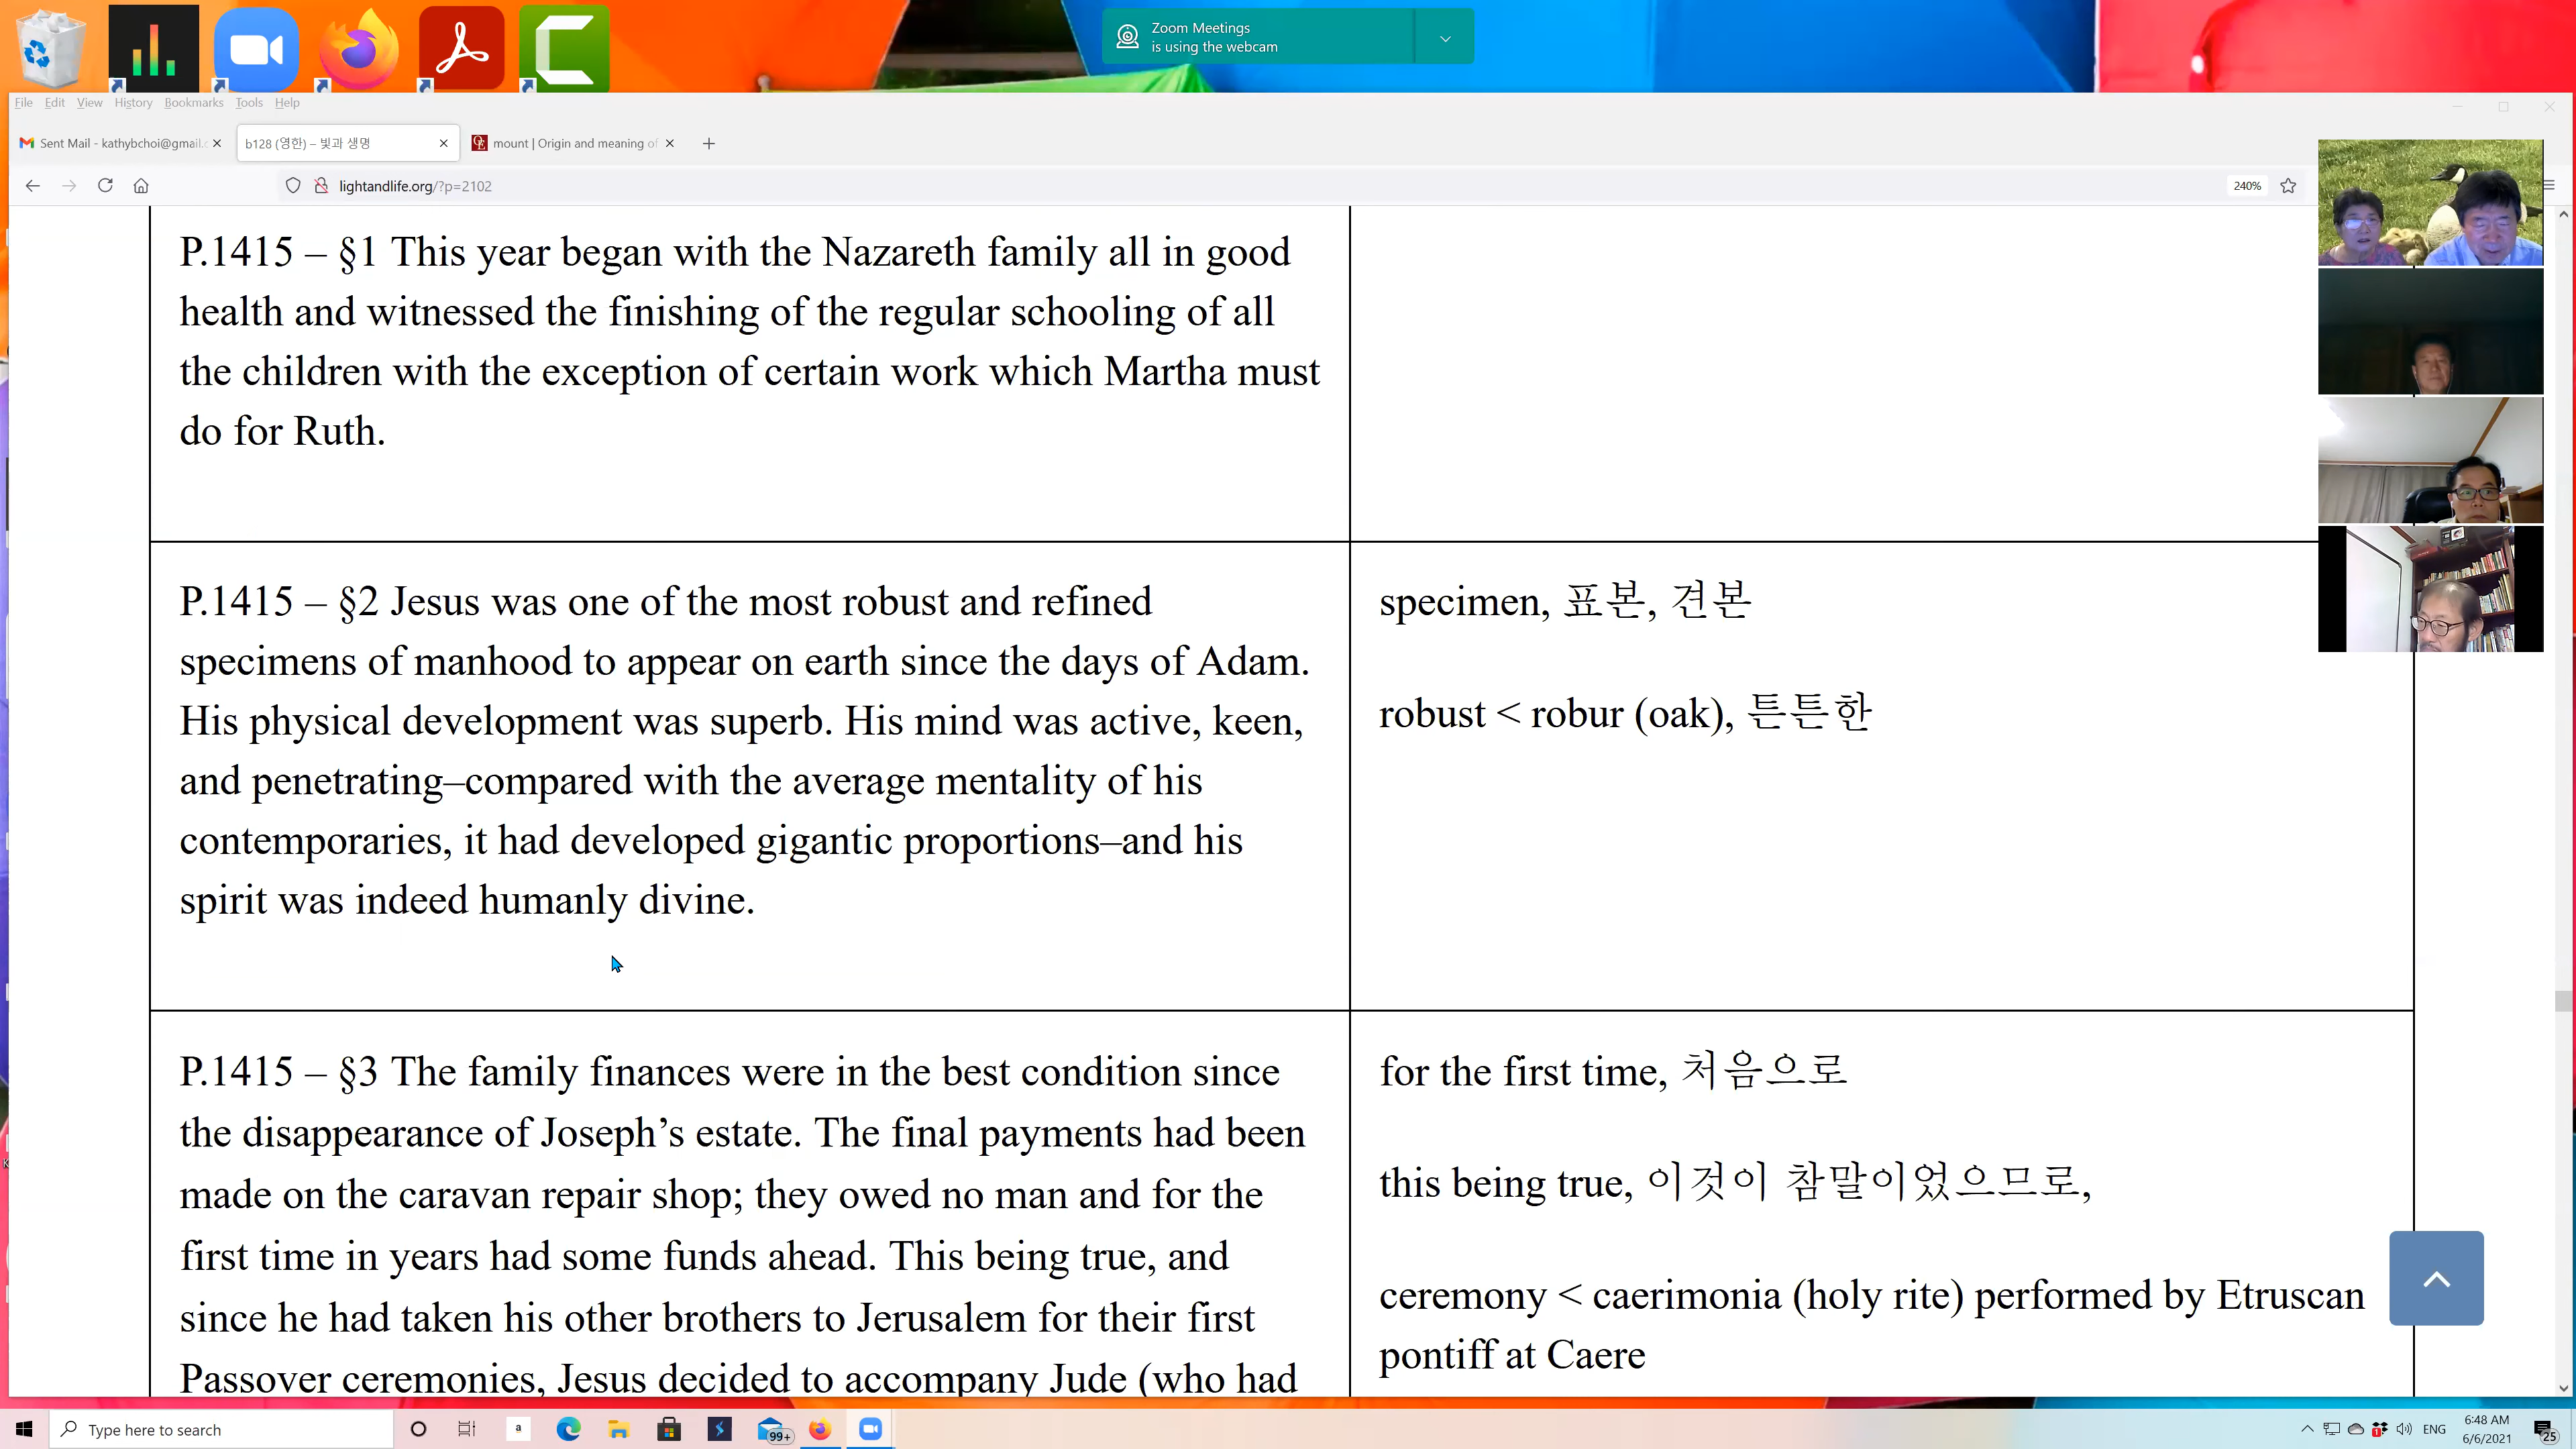 Zoom Meetings
is using the webcam
File Edit View History Bookmarks Tools Help
Sent Mail - kathybchoi@gmail.c
b128 (영한) – 빛과 생명
mount | Origin and meaning of
lightandlife.org/?p=2102
240%
P.1415 – §1 This year began with the Nazareth family all in good
health and witnessed the finishing of the regular schooling of all
the children with the exception of certain work which Martha must
do for Ruth.
P.1415 – §2 Jesus was one of the most robust and refined
specimens of manhood to appear on earth since the days of Adam.
His physical development was superb. His mind was active, keen,
and penetrating–compared with the average mentality of his
contemporaries, it had developed gigantic proportions–and his
spirit was indeed humanly divine.
specimen, 표본, 견본
robust < robur (oak), 튼튼한
P.1415 – §3 The family finances were in the best condition since
the disappearance of Joseph’s estate. The final payments had been
made on the caravan repair shop; they owed no man and for the
first time in years had some funds ahead. This being true, and
since he had taken his other brothers to Jerusalem for their first
Passover ceremonies, Jesus decided to accompany Jude (who had
for the first time, 처음으로
this being true, 이것이 참말이었으므로,
ceremony < caerimonia (holy rite) performed by Etruscan
pontiff at Caere
Type here to search
a
99+
1
ENG
6:48 AM
6/6/2021
25